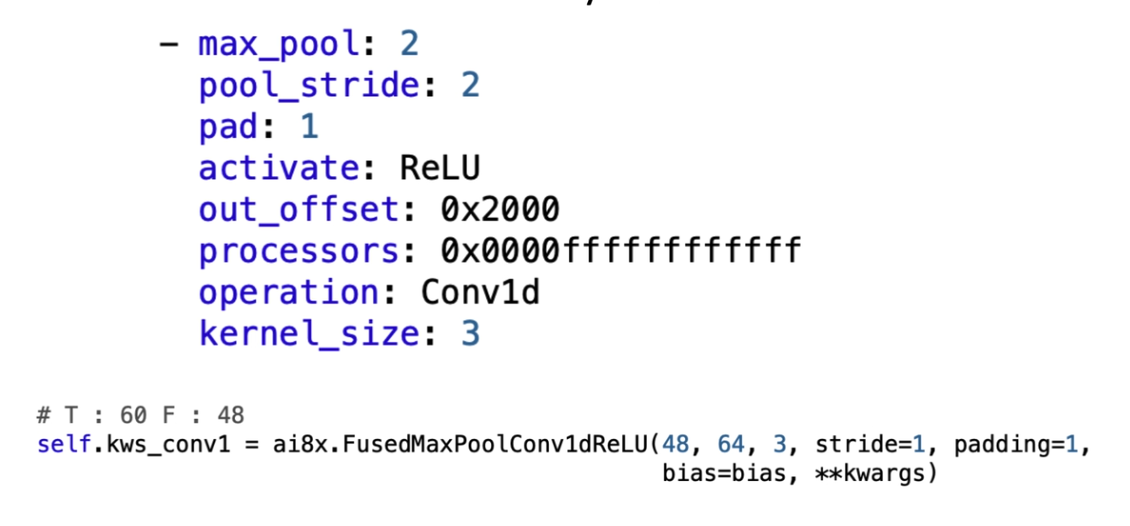 - max_pool: 2
pool_stride: 2
pad: 1
activate: ReLU
out_offset: 0x2000
processors: 0x0000ffffffffffff
operation: Conv1d
kernel_size: 3
# T : 60 F : 48
self.kws_conv1 = ai8x.FusedMaxPoolConv1dReLU(48, 64, 3, stride=1, padding=1,
bias=bias, **kwargs)